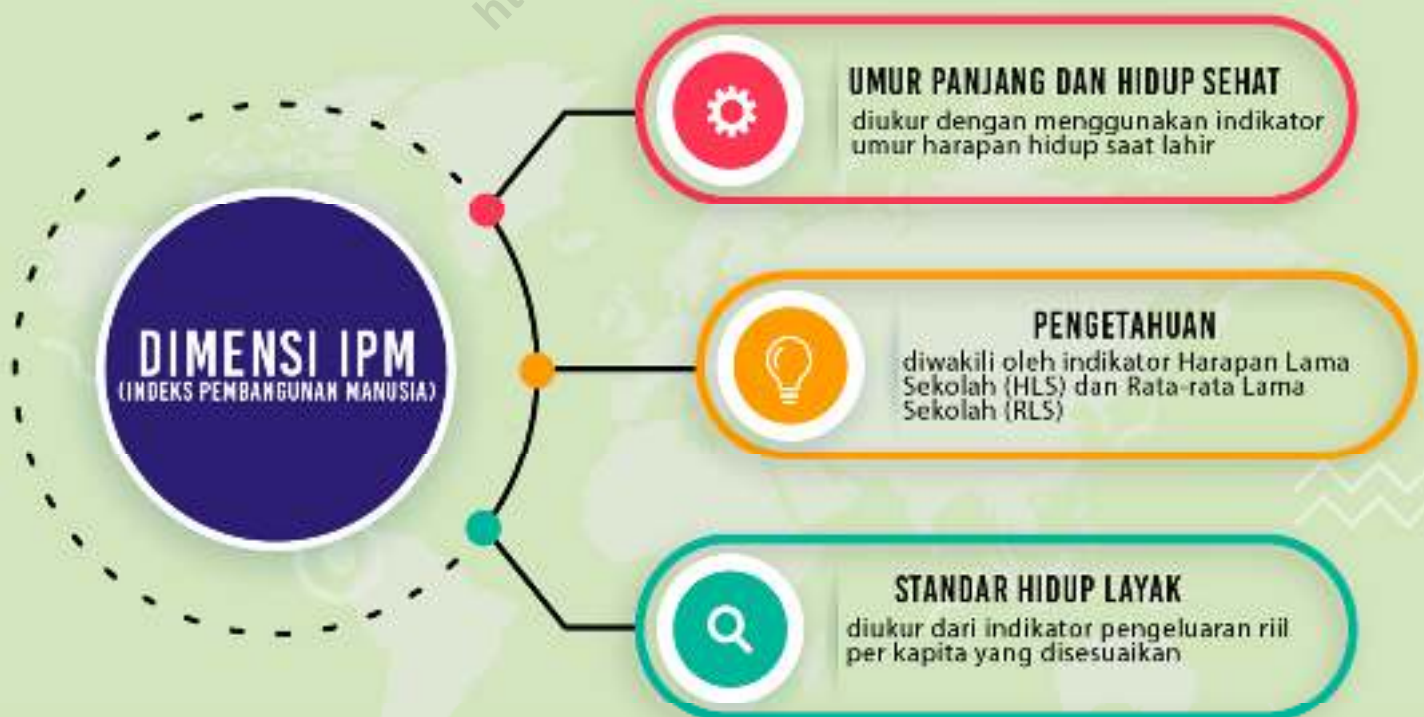 DIMENSI IPM
(INDEKS PEMBANGUNAN MANUSIA)
UMUR PANJANG DAN HIDUP SEHAT
diukur dengan menggunakan indikator
umur harapan hidup saat lahir
PENGETAHUAN
diwakili oleh indikator Harapan Lama
Sekolah (HLS) dan Rata-rata Lama
Sekolah (RLS)
STANDAR HIDUP LAYAK
diukur dari indikator pengeluaran riil
per kapita yang disesuaikan